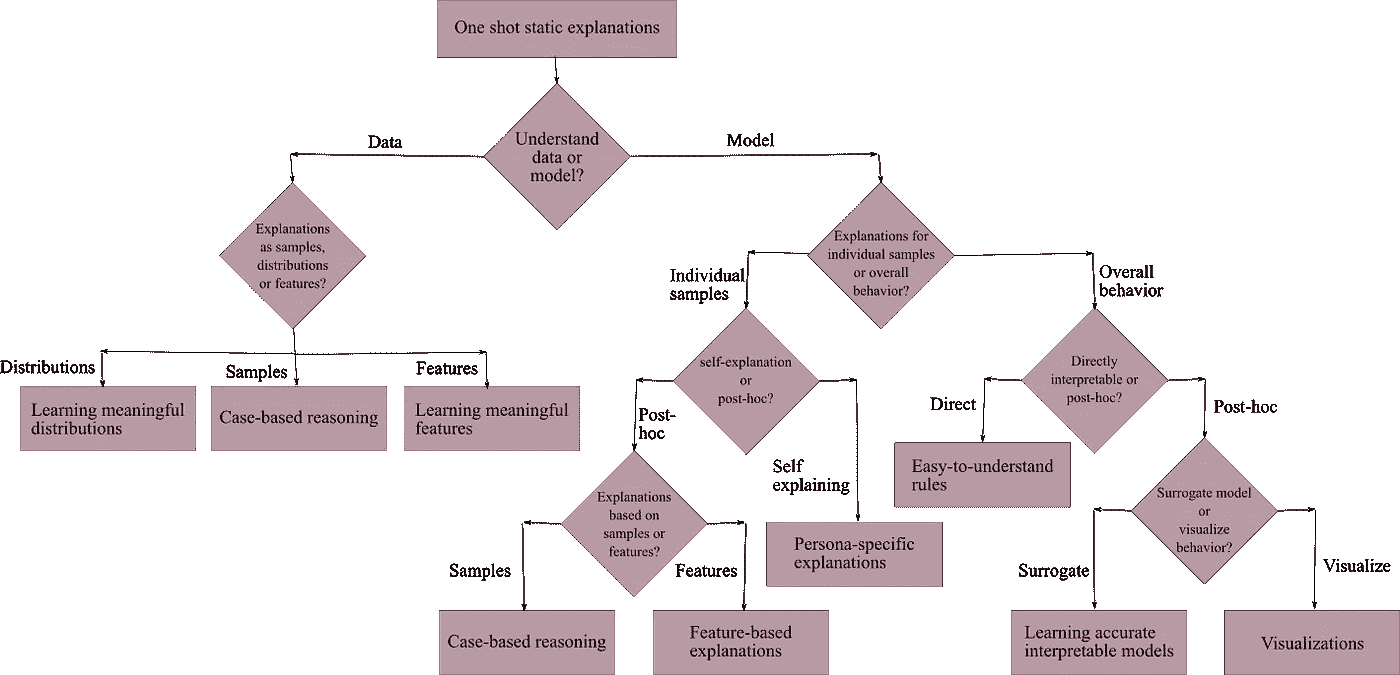 One shot static explanations
Understand
data or
model?
Data
Model
Explanations
as samples,
distributions
or features?
Explanations for
individual samples
or overall
behavior?
Individual
samples
Overall
behavior
Distributions
Samples
Features
Learning meaningful
distributions
Case-based reasoning
Learning meaningful
features
self-explanation
or
post-hoc?
Directly
interpretable or
post-hoc?
Post-
hoc
Self
explaining
Direct
Post-hoc
Easy-to-understand
rules
Explanations
based on
samples or
features?
Persona-specific
explanations
Surrogate model
or
visualize
behavior?
Samples
Features
Surrogate
Visualize
Case-based reasoning
Feature-based
explanations
Learning accurate
interpretable models
Visualizations